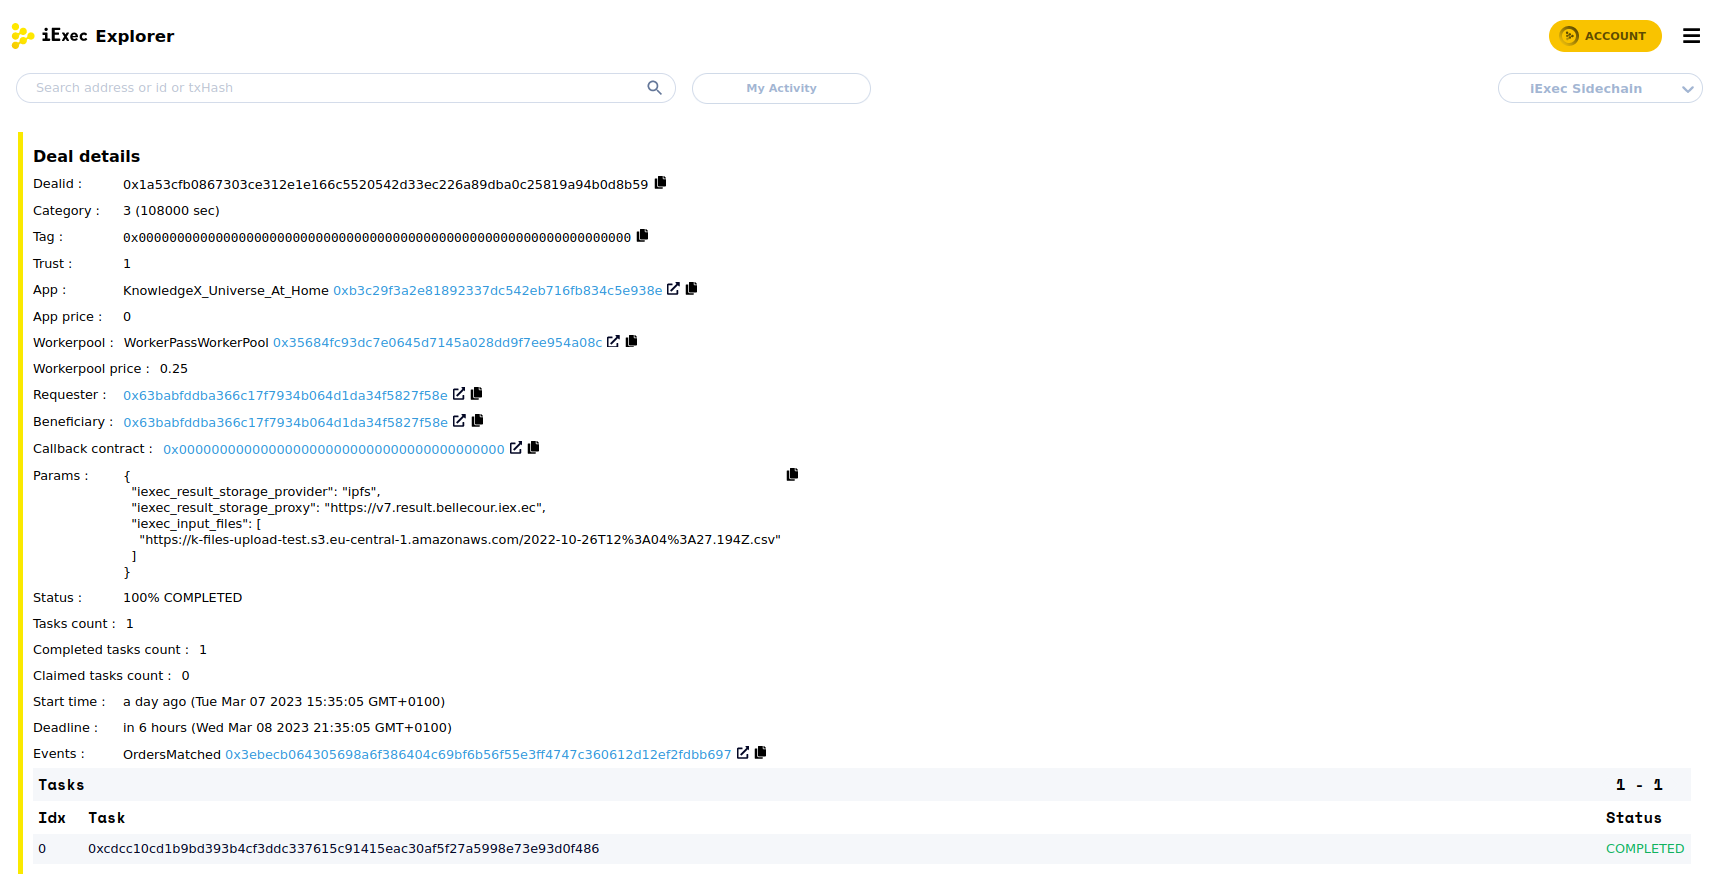 iExec Explorer
ACCOUNT
Search address or id or txHash
My Activity
iExec Sidechain
Deal details
Dealid : 0x1a53cfb0867303ce312e1e166c5520542d33ec226a89dba0c25819a94b0d8b59
Category : 3 (108000 sec)
Tag : 0x0000000000000000000000000000000000000000000000000000000000000000
Trust : 1
App : KnowledgeX_Universe_At_Home 0xb3c29f3a2e81892337dc542eb716fb834c5e938e
App price : 0
Workerpool : WorkerPassWorkerPool 0x35684fc93dc7e0645d7145a028dd9f7ee954a08c
Workerpool price : 0.25
Requester : 0x63babfddba366c17f7934b064d1da34f5827f58e
Beneficiary : 0x63babfddba366c17f7934b064d1da34f5827f58e
Callback contract : 0x0000000000000000000000000000000000000000
Params : {
"iexec_result_storage_provider": "ipfs",
"iexec_result_storage_proxy": "https://v7.result.bellecour.iex.ec",
"iexec_input_files": [
"https://k-files-upload-test.s3.eu-central-1.amazonaws.com/2022-10-26T12%3A04%3A27.194Z.csv"
]
}
Status : 100% COMPLETED
Tasks count : 1
Completed tasks count : 1
Claimed tasks count : 0
Start time : a day ago (Tue Mar 07 2023 15:35:05 GMT+0100)
Deadline : in 6 hours (Wed Mar 08 2023 21:35:05 GMT+0100)
Events : OrdersMatched 0x3ebecb064305698a6f386404c69bf6b56f55e3ff4747c360612d12ef2fdbb697
Tasks 1 - 1
Idx Task Status
0 0xcdcc10cd1b9bd393b4cf3ddc337615c91415eac30af5f27a5998e73e93d0f486 COMPLETED